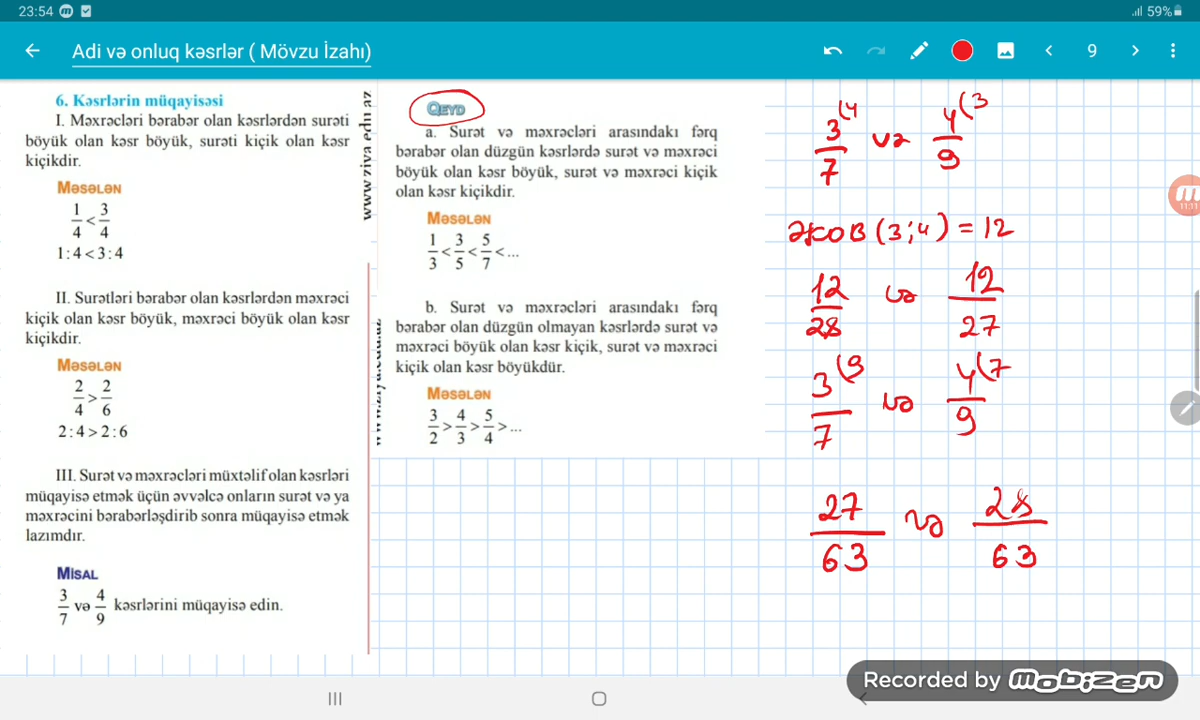 23:54
59%
Adi və onluq kəsrlər ( Mövzu İzahı)
9
6. Kəsrlərin müqayisəsi
I. Məxrəcləri bərabər olan kəsrlərdən surəti
böyük olan kəsr böyük, surəti kiçik olan kəsr
kiçikdir.
MƏSƏLƏN
1/4 < 3/4
1:4<3:4
II. Surətləri bərabər olan kəsrlərdən məxrəci
kiçik olan kəsr böyük, məxrəci böyük olan kəsr
kiçikdir.
MƏSƏLƏN
2/4 > 2/6
2:4>2:6
III. Surət və məxrəcləri müxtəlif olan kəsrləri
müqayisə etmək üçün əvvəlcə onların surət və ya
məxrəcini bərabərləşdirib sonra müqayisə etmək
lazımdır.
MİSAL
3/7 və 4/9 kəsrlərini müqayisə edin.
www.ziya.edu.az
QEYD
a. Surət və məxrəcləri arasındakı fərq
bərabər olan düzgün kəsrlərdə surət və məxrəci
böyük olan kəsr böyük, surət və məxrəci kiçik
olan kəsr kiçikdir.
MƏSƏLƏN
1/3 < 3/5 < 5/7 < ...
b. Surət və məxrəcləri arasındakı fərq
bərabər olan düzgün olmayan kəsrlərdə surət və
məxrəci böyük olan kəsr kiçik, surət və məxrəci
kiçik olan kəsr böyükdür.
MƏSƏLƏN
3/2 > 4/3 > 5/4 > ...
3(4/7 və 4(3/9
ƏKOB (3;4) = 12
12/28 və 12/27
3(9/7 və 4(7/9
27/63 və 28/63
11:11
Recorded by mobizen